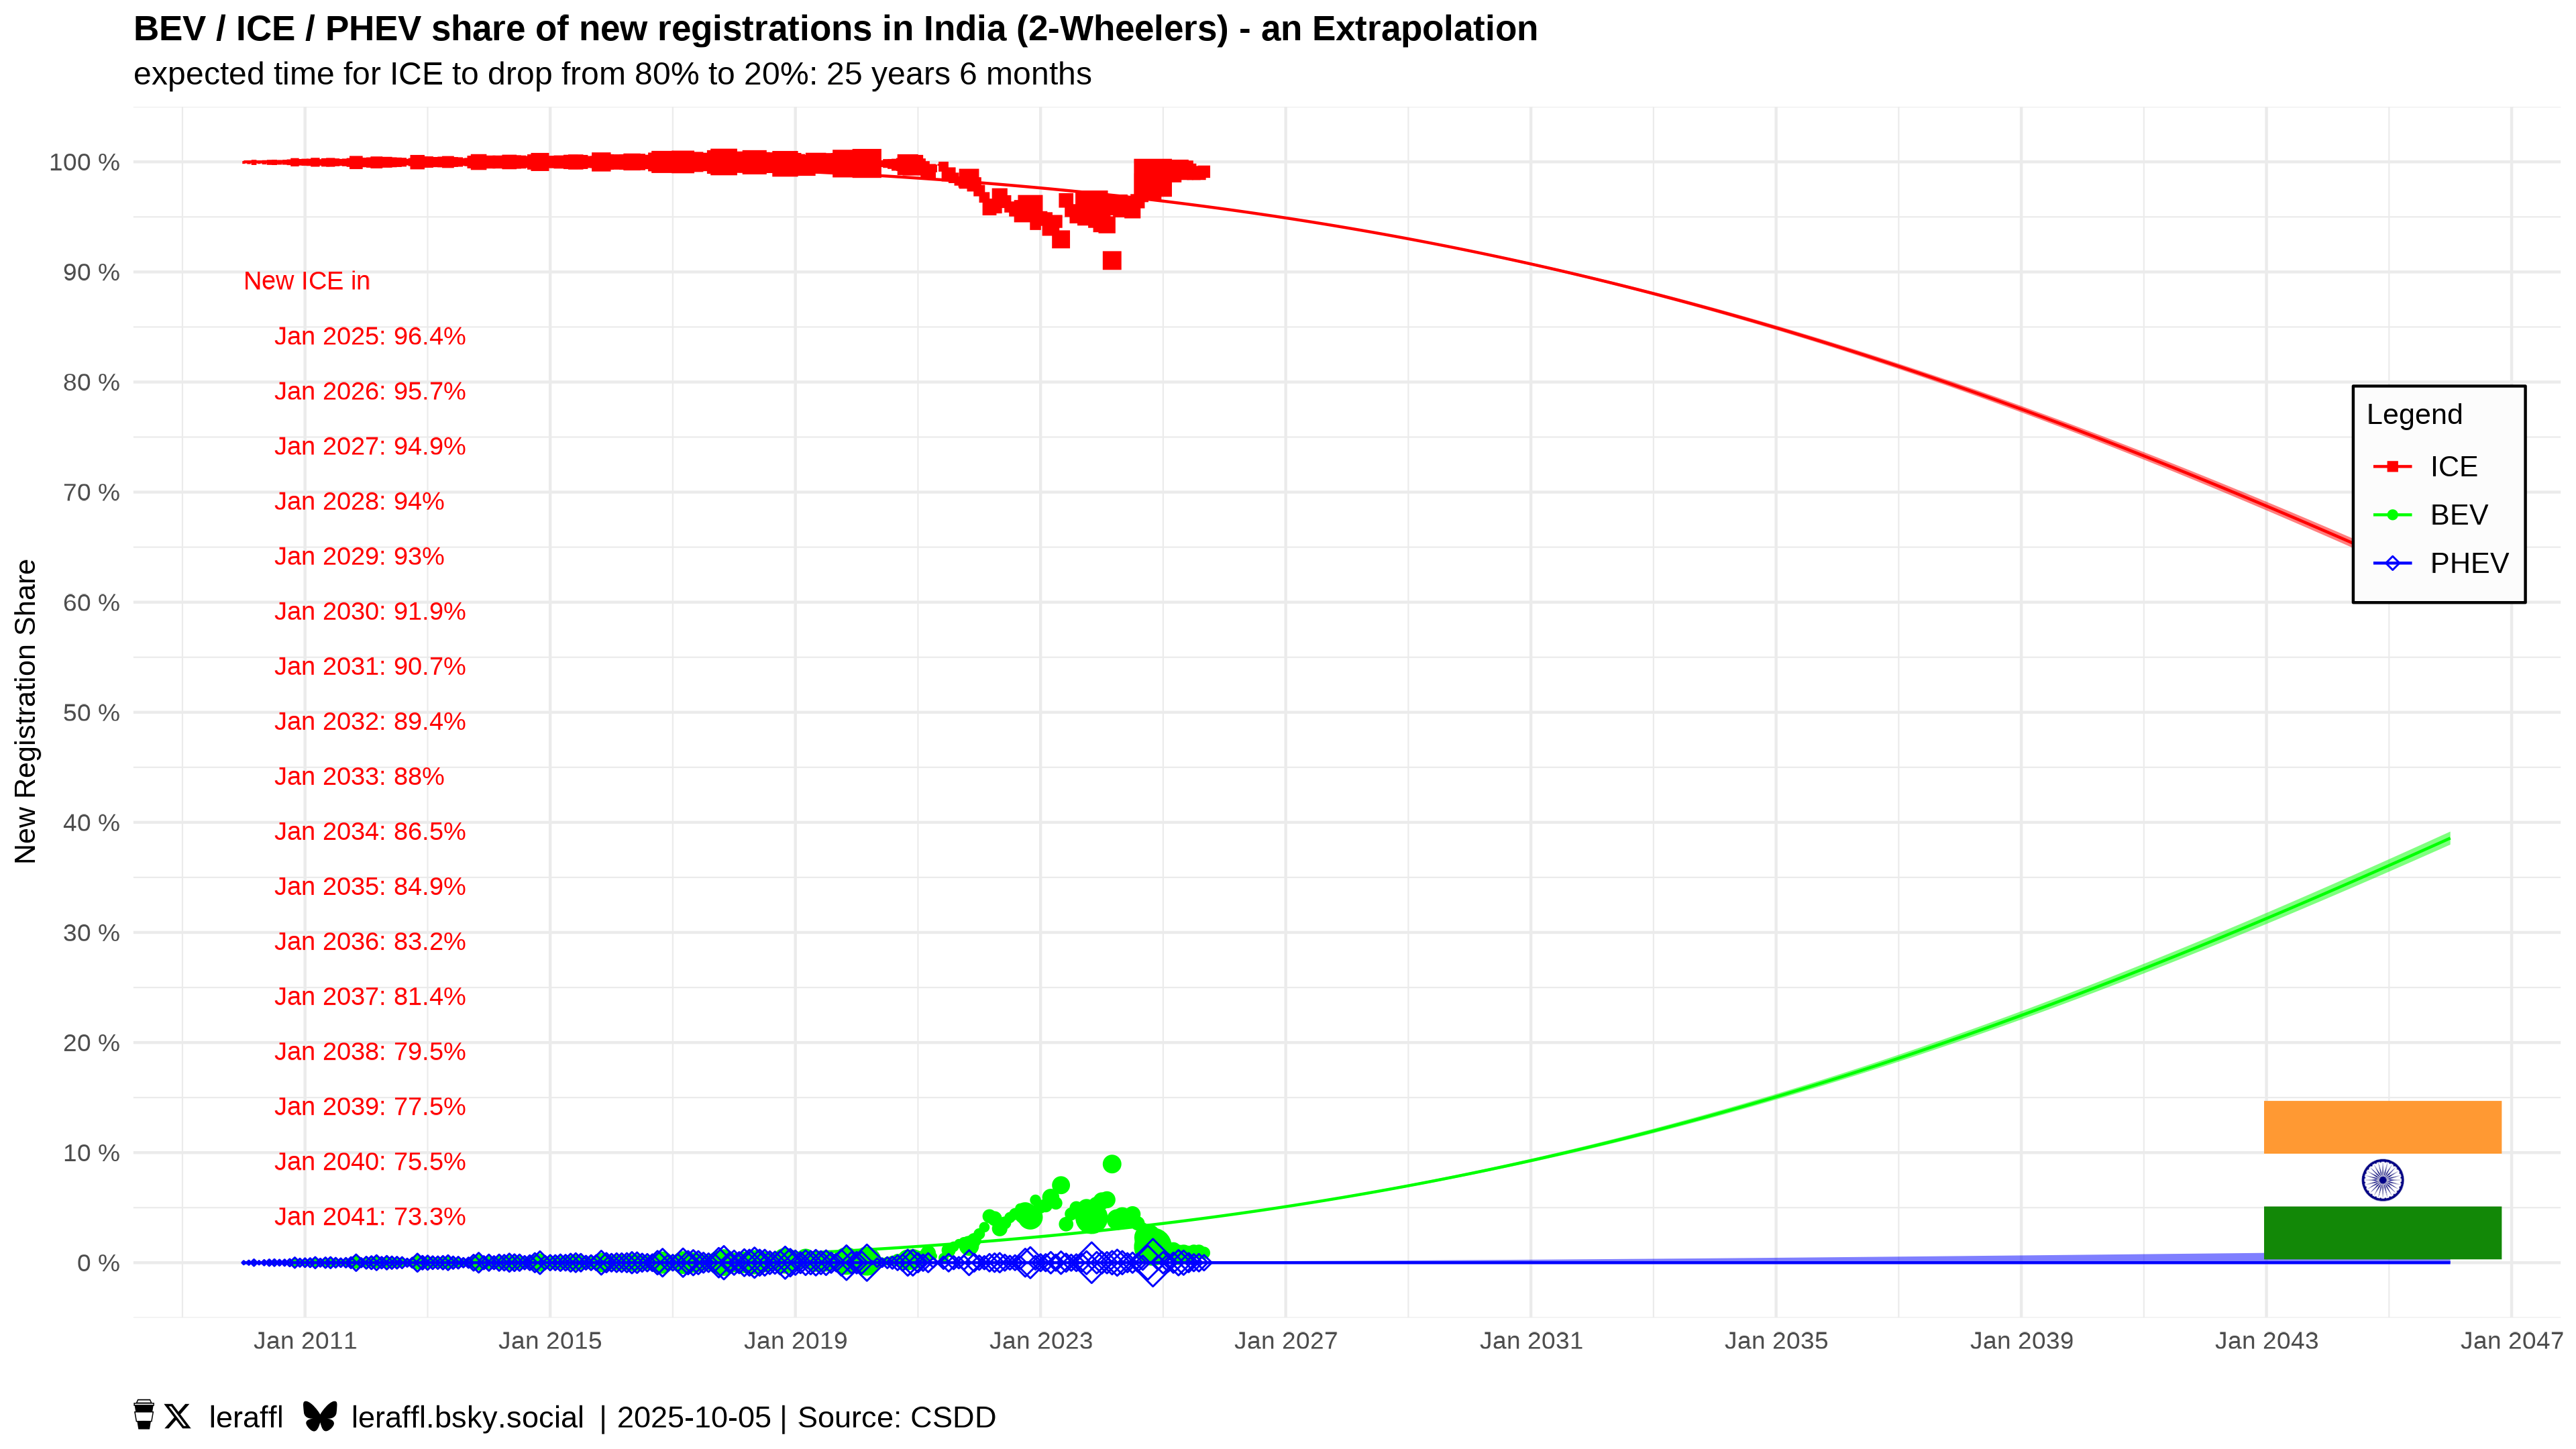 BEV / ICE / PHEV share of new registrations in India (2-Wheelers) - an Extrapolation
expected time for ICE to drop from 80% to 20%: 25 years 6 months
New Registration Share
100 %
90 %
80 %
70 %
60 %
50 %
40 %
30 %
20 %
10 %
0 %
New ICE in
Jan 2025: 96.4%
Jan 2026: 95.7%
Jan 2027: 94.9%
Jan 2028: 94%
Jan 2029: 93%
Jan 2030: 91.9%
Jan 2031: 90.7%
Jan 2032: 89.4%
Jan 2033: 88%
Jan 2034: 86.5%
Jan 2035: 84.9%
Jan 2036: 83.2%
Jan 2037: 81.4%
Jan 2038: 79.5%
Jan 2039: 77.5%
Jan 2040: 75.5%
Jan 2041: 73.3%
Legend
ICE
BEV
PHEV
Jan 2011 Jan 2015 Jan 2019 Jan 2023 Jan 2027 Jan 2031 Jan 2035 Jan 2039 Jan 2043 Jan 2047
leraffl leraffl.bsky.social | 2025-10-05 | Source: CSDD